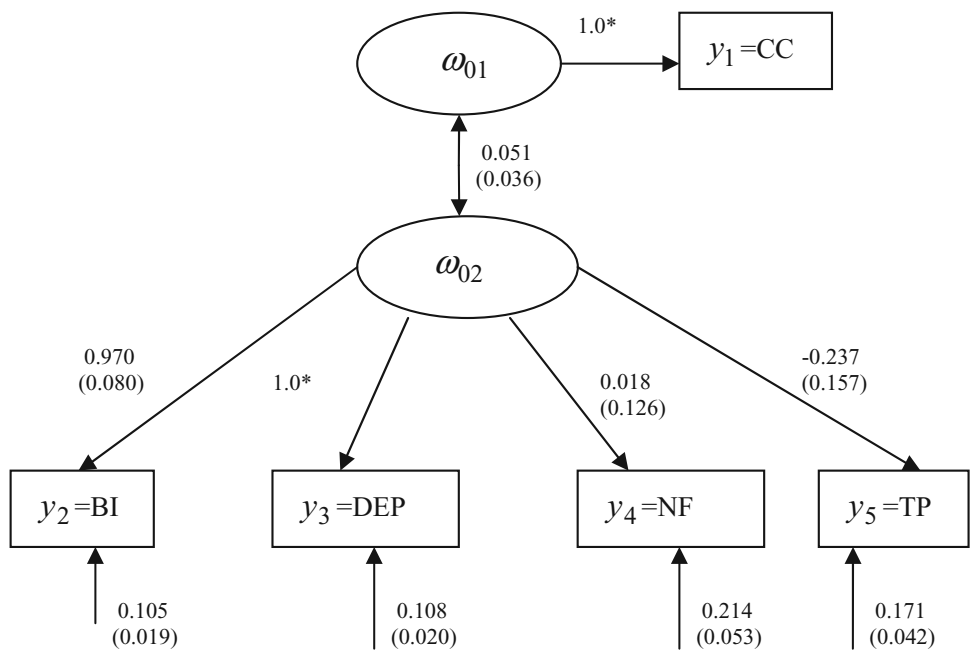 1.0*
ω01
y1=CC
0.051
(0.036)
ω02
0.970
(0.080)
1.0*
0.018
(0.126)
-0.237
(0.157)
y2=BI
y3=DEP
y4=NF
y5=TP
0.105
(0.019)
0.108
(0.020)
0.214
(0.053)
0.171
(0.042)